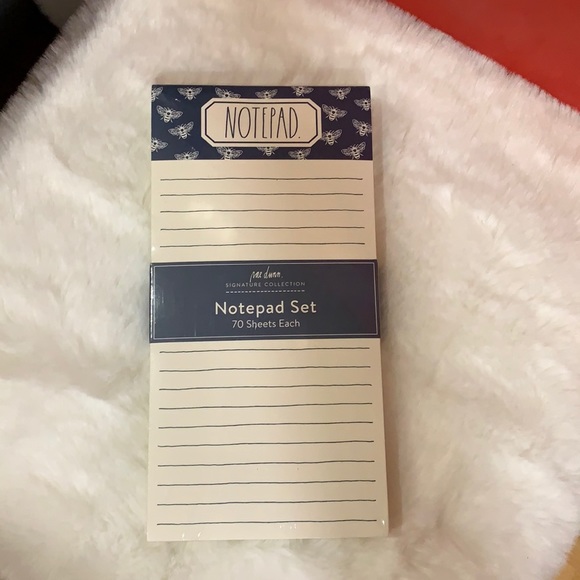 NOTEPAD.
rae dunn.
SIGNATURE COLLECTION
Notepad Set
70 Sheets Each